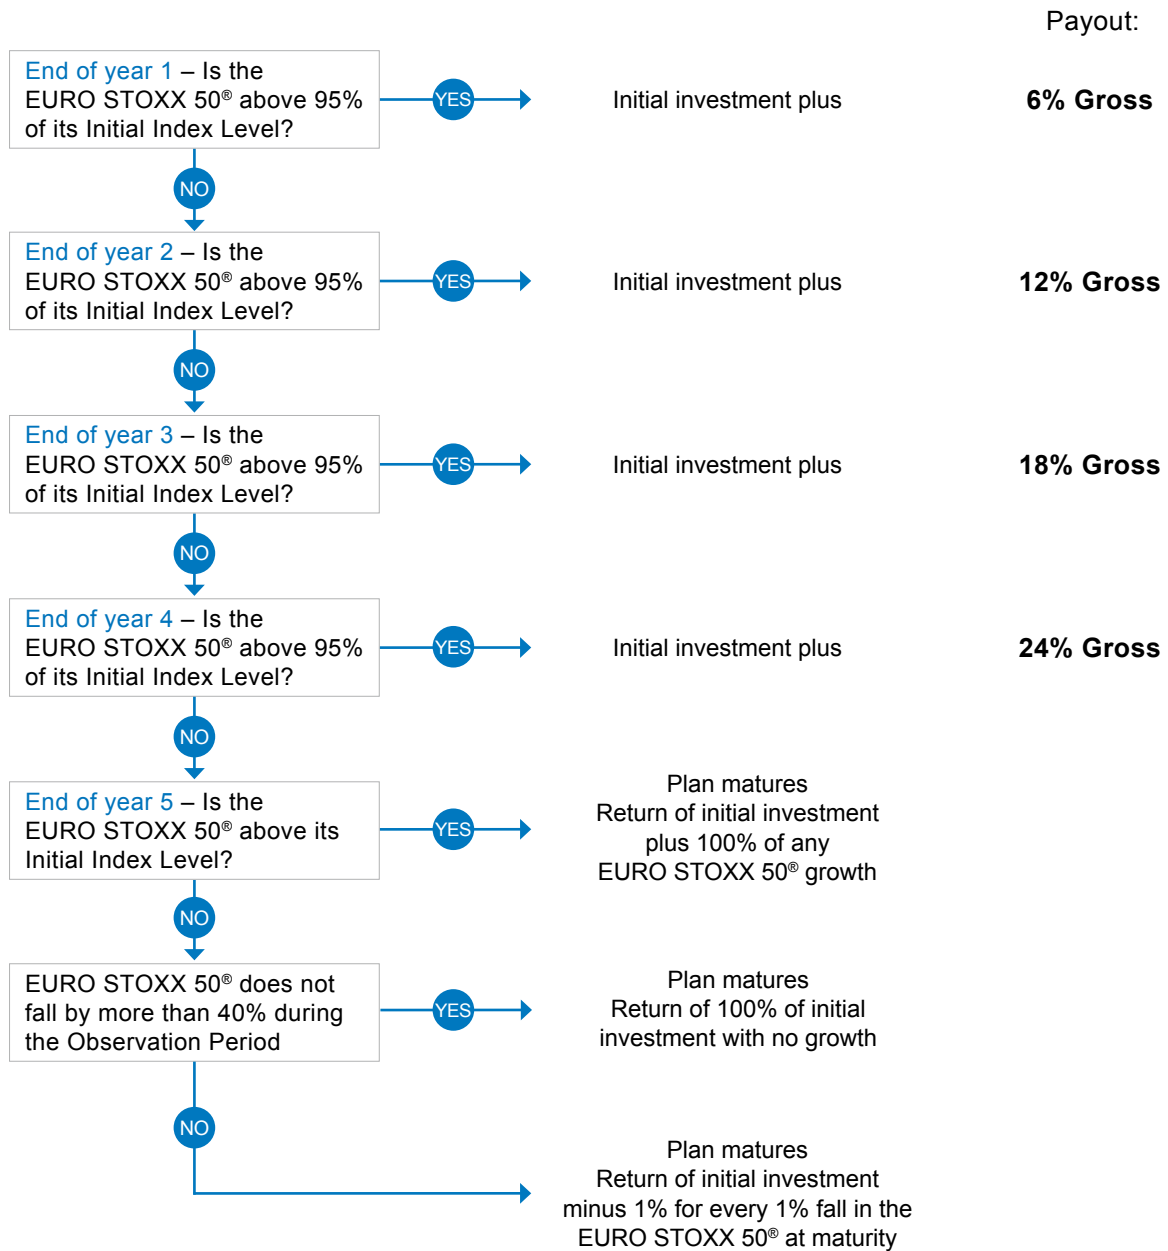 Payout:
End of year 1 – Is the
EURO STOXX 50® above 95%
of its Initial Index Level?
YES
Initial investment plus
6% Gross
NO
End of year 2 – Is the
EURO STOXX 50® above 95%
of its Initial Index Level?
YES
Initial investment plus
12% Gross
NO
End of year 3 – Is the
EURO STOXX 50® above 95%
of its Initial Index Level?
YES
Initial investment plus
18% Gross
NO
End of year 4 – Is the
EURO STOXX 50® above 95%
of its Initial Index Level?
YES
Initial investment plus
24% Gross
NO
End of year 5 – Is the
EURO STOXX 50® above its
Initial Index Level?
YES
Plan matures
Return of initial investment
plus 100% of any
EURO STOXX 50® growth
NO
EURO STOXX 50® does not
fall by more than 40% during
the Observation Period
YES
Plan matures
Return of 100% of initial
investment with no growth
NO
Plan matures
Return of initial investment
minus 1% for every 1% fall in the
EURO STOXX 50® at maturity